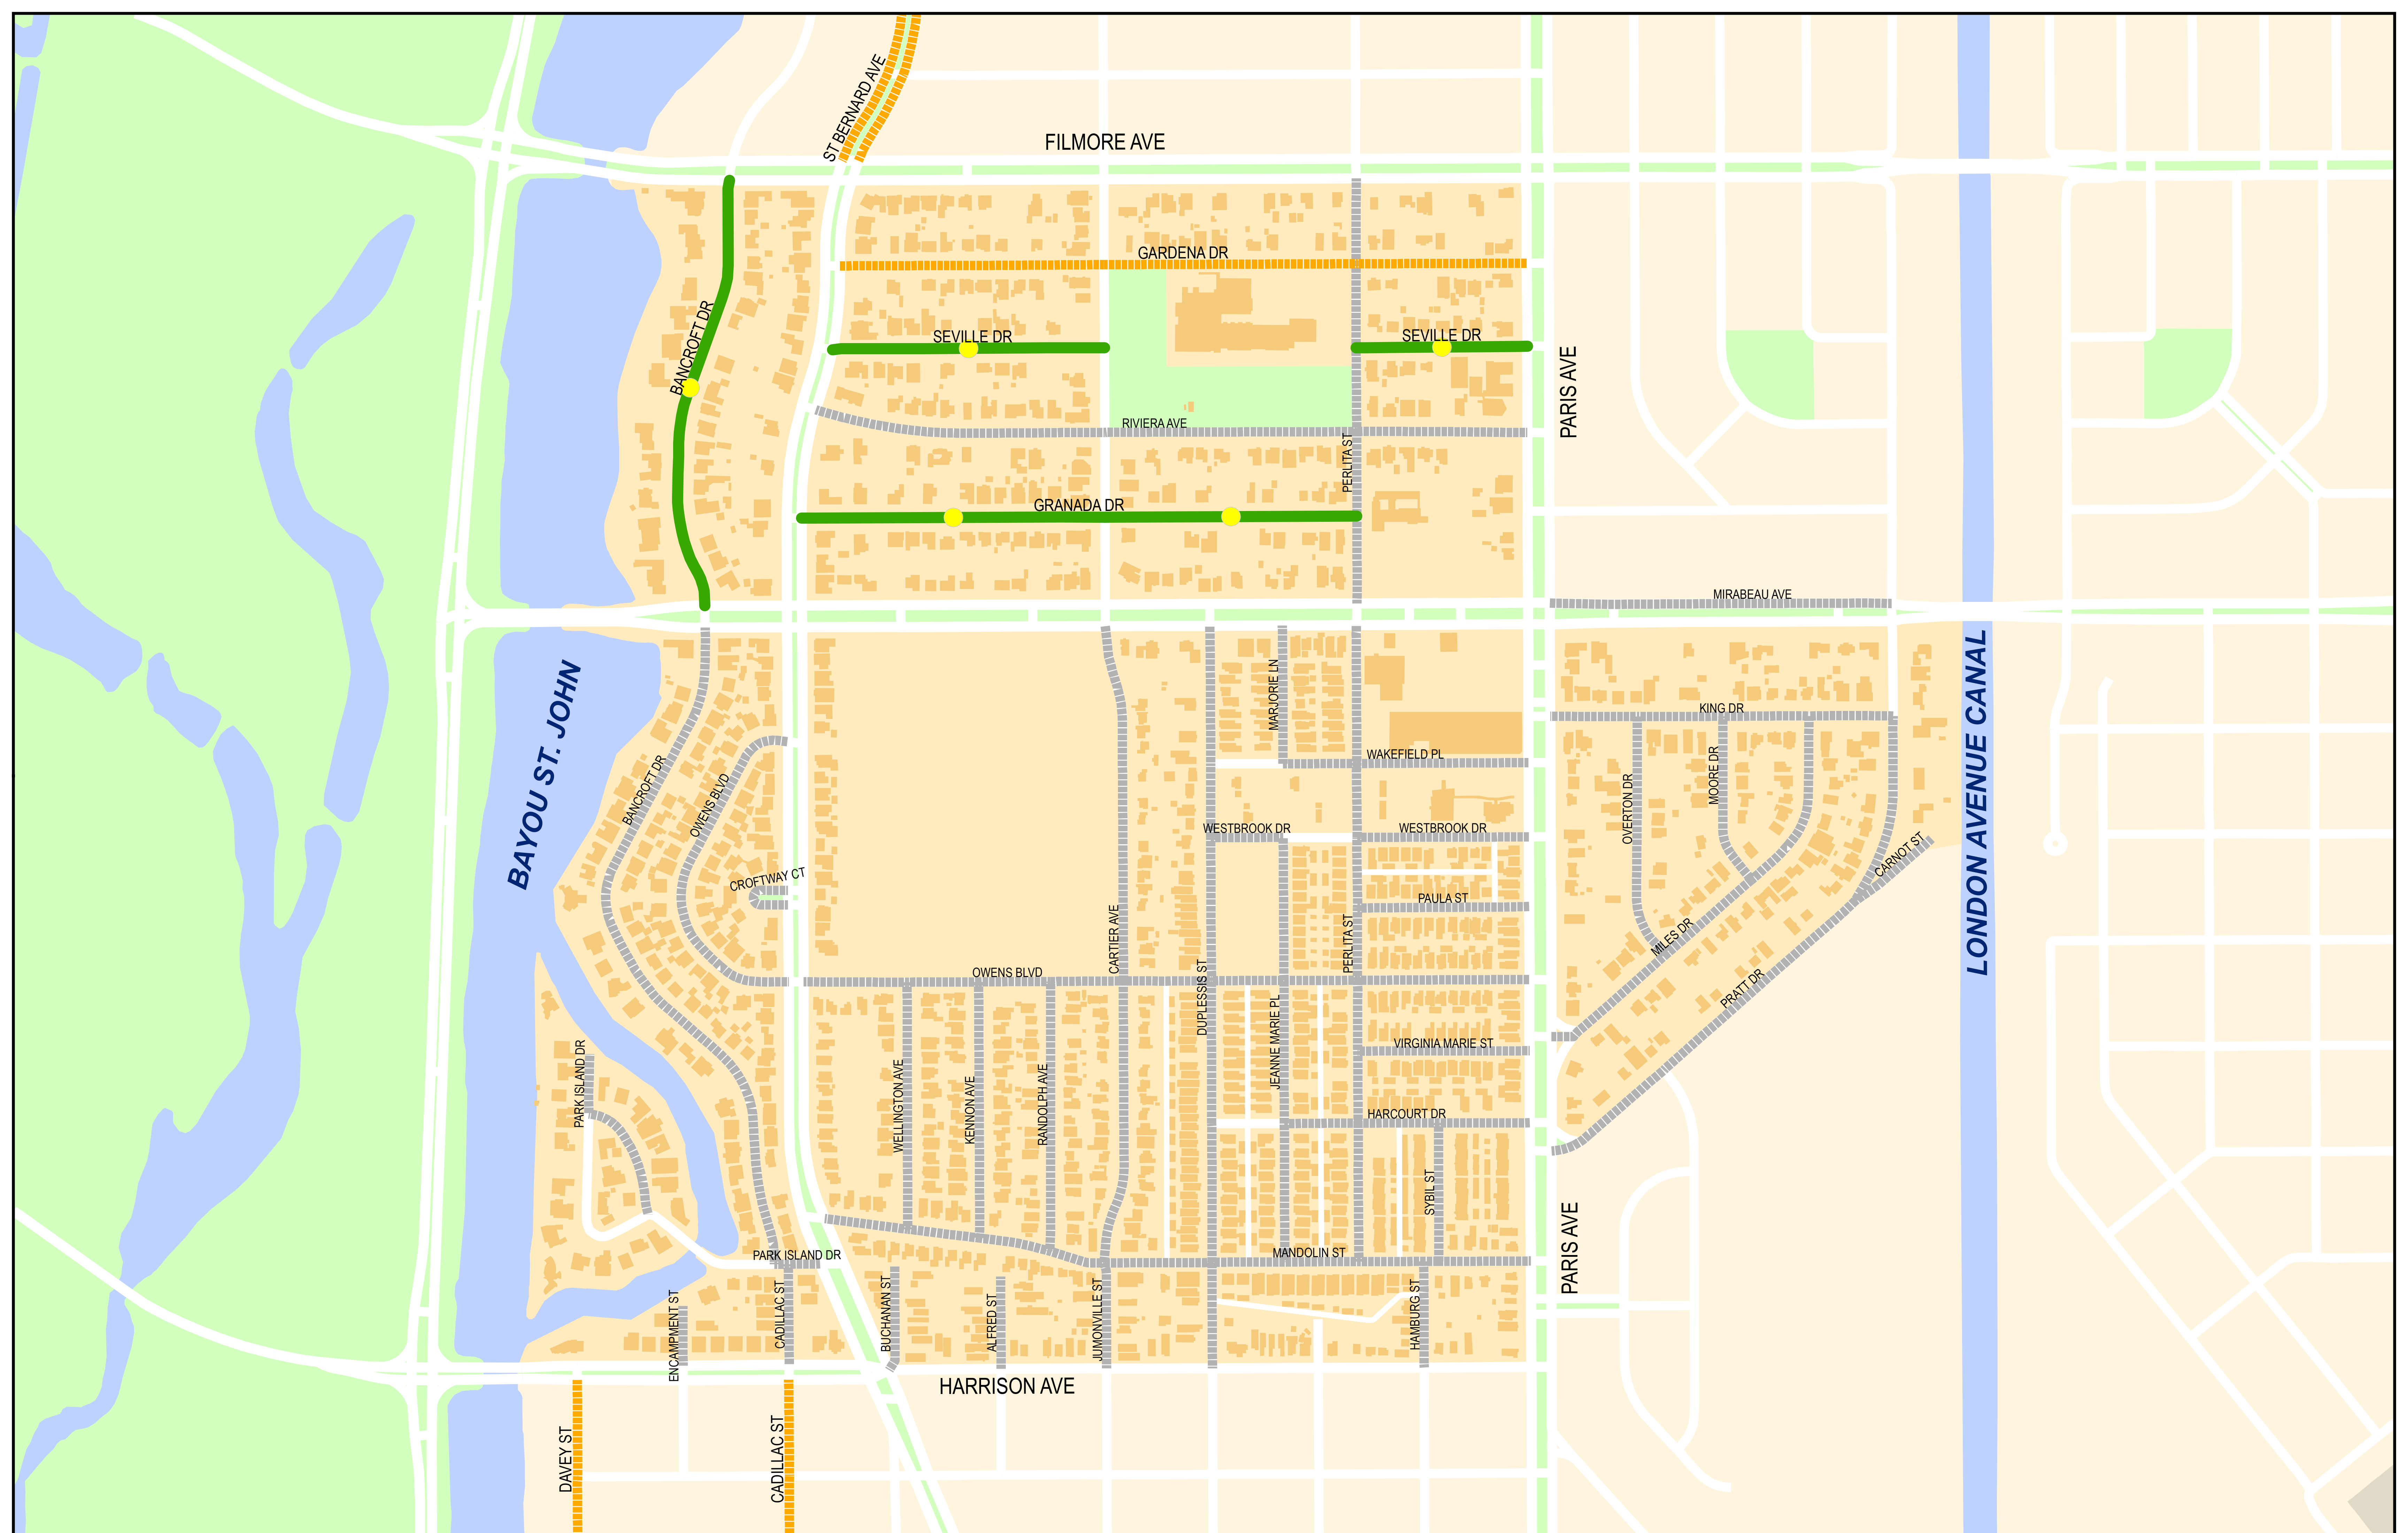 ST BERNARD AVE
FILMORE AVE
GARDENA DR
BANCROFT DR
SEVILLE DR
SEVILLE DR
PARIS AVE
RIVIERA AVE
PERLITA ST
GRANADA DR
MIRABEAU AVE
BAYOU ST. JOHN
LONDON AVENUE CANAL
MARJORIE LN
KING DR
WAKEFIELD PL
BANCROFT DR
OWENS BLVD
MOORE DR
OVERTON DR
WESTBROOK DR
WESTBROOK DR
CARNOT ST
CROFTWAY CT
PAULA ST
CARTIER AVE
PERLITA ST
MILES DR
OWENS BLVD
DUPLESSIS ST
PRATT DR
JEANNE MARIE PL
VIRGINIA MARIE ST
PARK ISLAND DR
WELLINGTON AVE
KENNON AVE
RANDOLPH AVE
HARCOURT DR
SYBIL ST
PARIS AVE
PARK ISLAND DR
MANDOLIN ST
ENCAMPMENT ST
CADILLAC ST
BUCHANAN ST
ALFRED ST
JUMONVILLE ST
HAMBURG ST
HARRISON AVE
DAVEY ST
CADILLAC ST